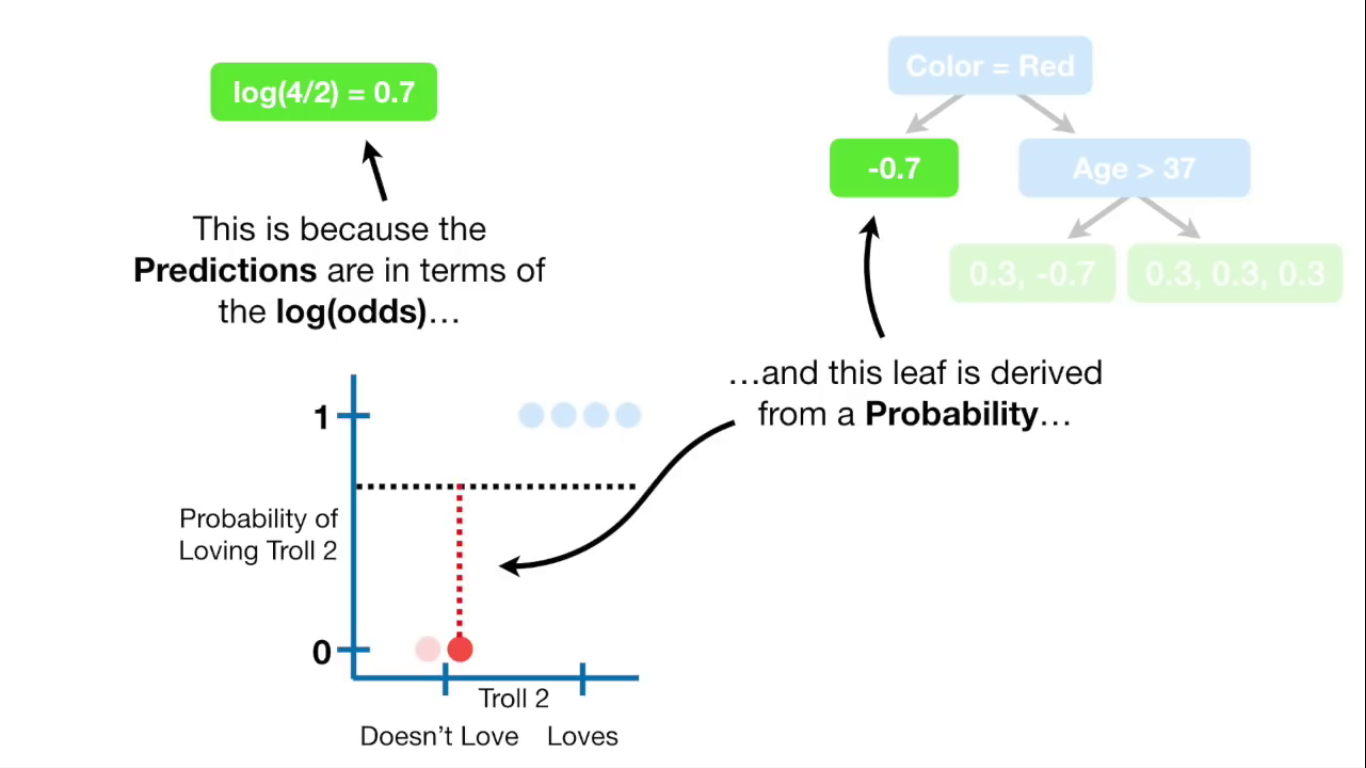 log(4/2) = 0.7
This is because the
Predictions are in terms of
the log(odds)…
Color = Red
-0.7
Age > 37
0.3, -0.7
0.3, 0.3, 0.3
…and this leaf is derived
from a Probability…
1
Probability of
Loving Troll 2
0
Troll 2
Doesn’t Love
Loves